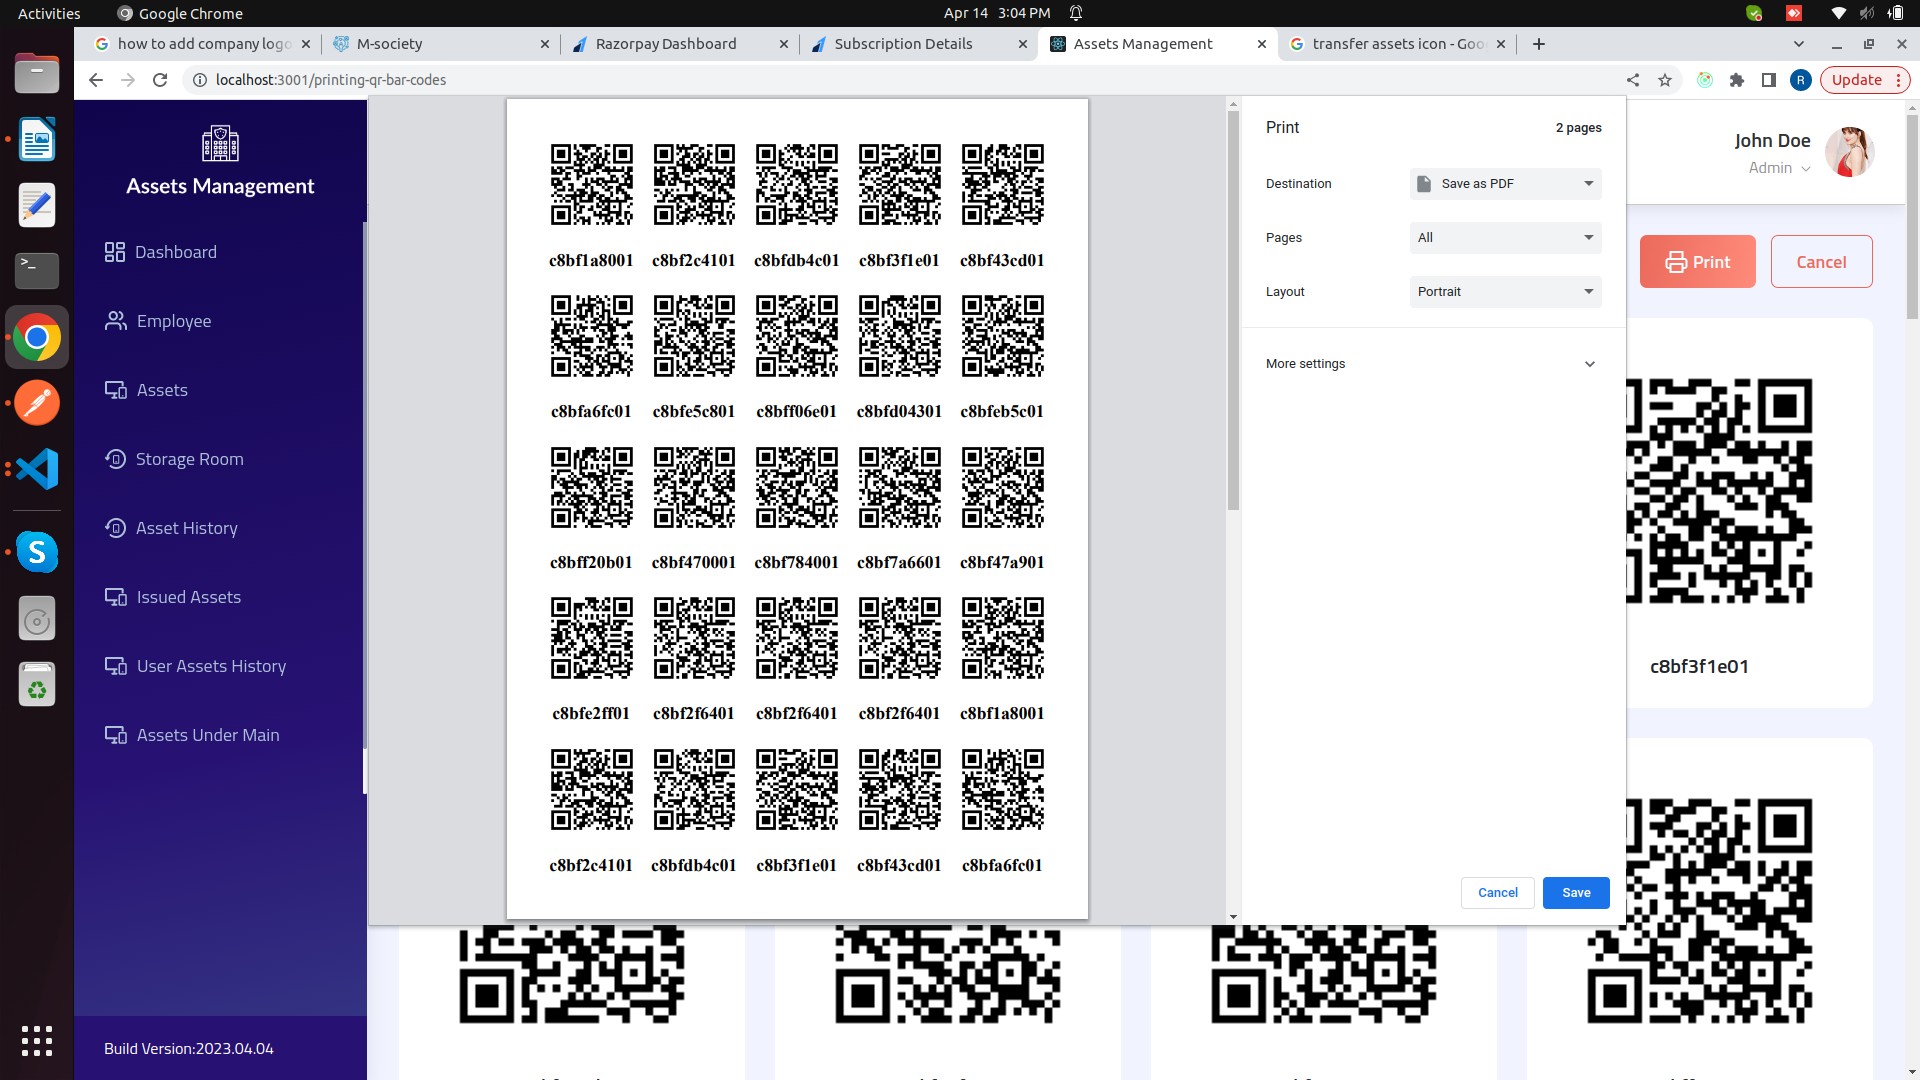 Activities Google Chrome Apr 14 3:04 PM
how to add company logo M-society Razorpay Dashboard Subscription Details Assets Management transfer assets icon - Goo
localhost:3001/printing-qr-bar-codes R Update
Assets Management
Dashboard
Employee
Assets
Storage Room
Asset History
Issued Assets
User Assets History
Assets Under Main
Build Version:2023.04.04
c8bf1a8001 c8bf2c4101 c8bfdb4c01 c8bf3f1e01 c8bf43cd01
c8bfa6fc01 c8bfe5c801 c8bff06e01 c8bfd04301 c8bfeb5c01
c8bff20b01 c8bf470001 c8bf784001 c8bf7a6601 c8bf47a901
c8bfe2ff01 c8bf2f6401 c8bf2f6401 c8bf2f6401 c8bf1a8001
c8bf2c4101 c8bfdb4c01 c8bf3f1e01 c8bf43cd01 c8bfa6fc01
Print 2 pages
Destination Save as PDF
Pages All
Layout Portrait
More settings
Cancel Save
John Doe
Admin
Print Cancel
c8bf3f1e01